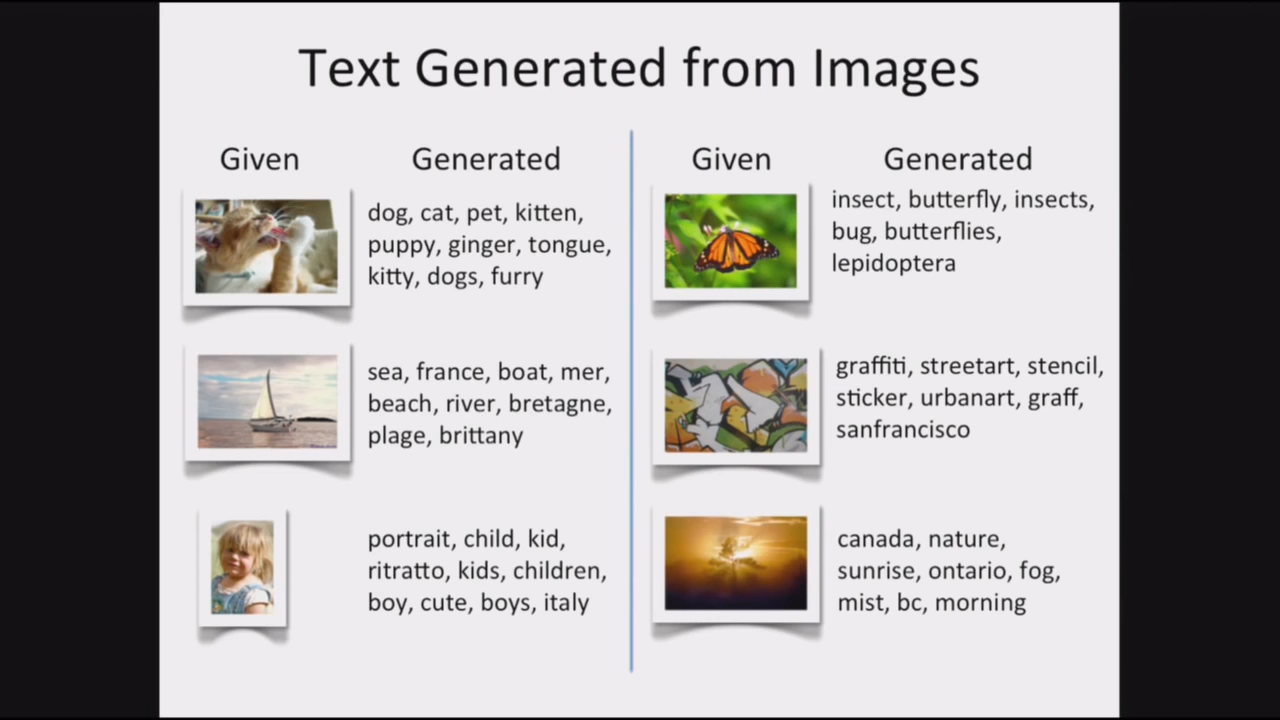 Text Generated from Images
Given
Generated
dog, cat, pet, kitten,
puppy, ginger, tongue,
kitty, dogs, furry
sea, france, boat, mer,
beach, river, bretagne,
plage, brittany
portrait, child, kid,
ritratto, kids, children,
boy, cute, boys, italy
Given
Generated
insect, butterfly, insects,
bug, butterflies,
lepidoptera
graffiti, streetart, stencil,
sticker, urbanart, graff,
sanfrancisco
canada, nature,
sunrise, ontario, fog,
mist, bc, morning